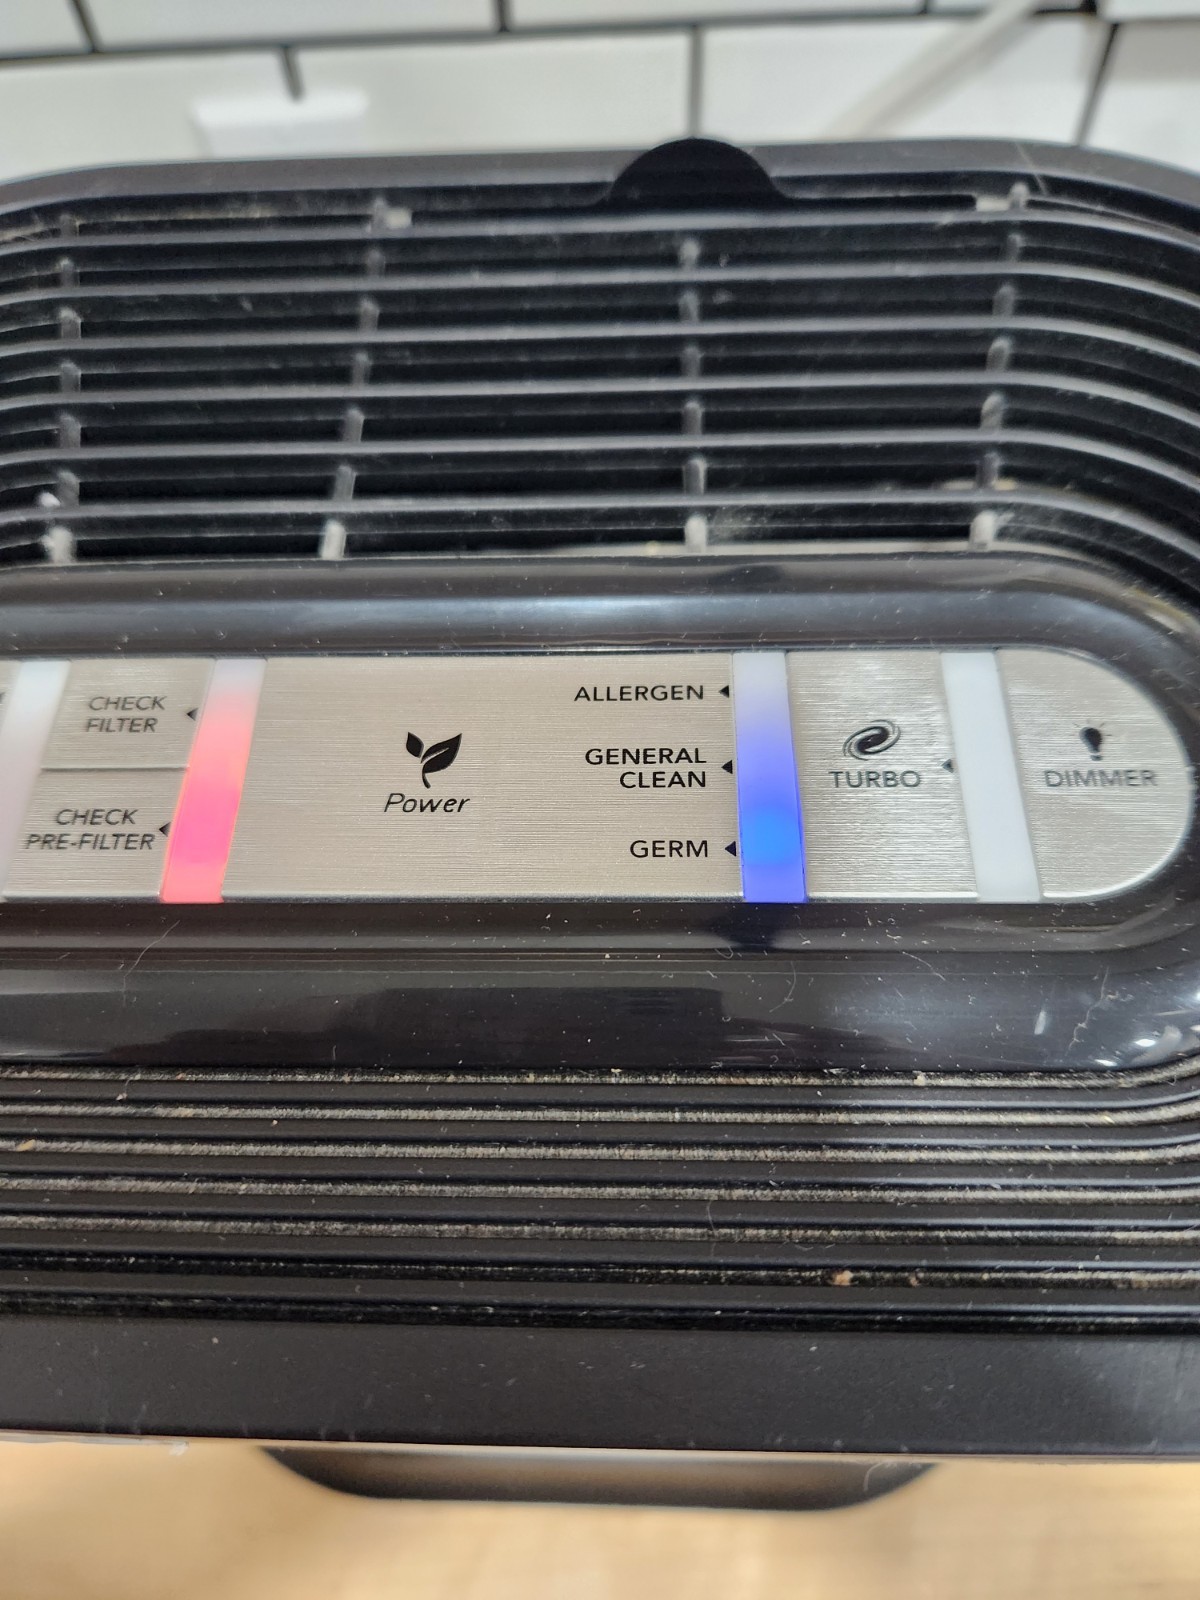 CHECK
FILTER
CHECK
PRE-FILTER
Power
ALLERGEN
GENERAL
CLEAN
GERM
TURBO
DIMMER